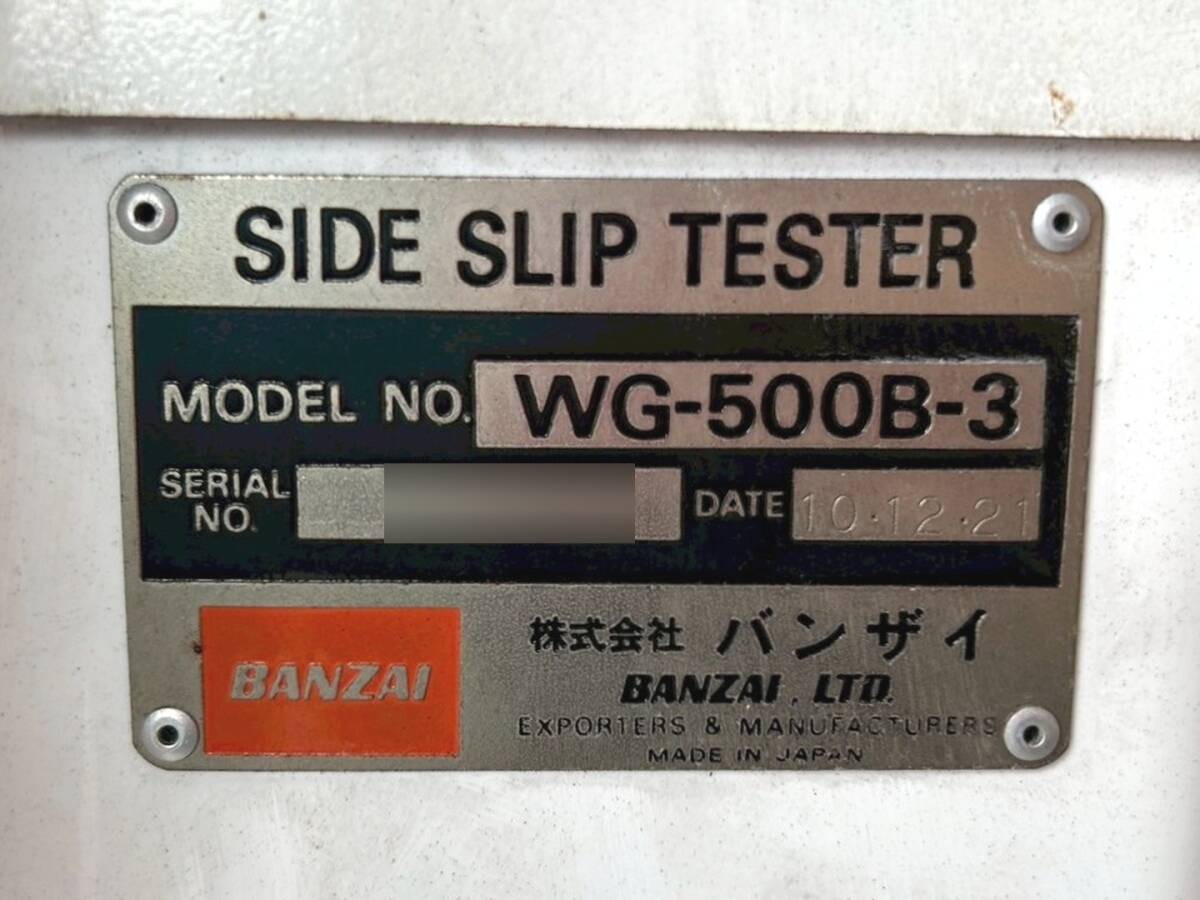 SIDE SLIP TESTER
MODEL NO. WG-500B-3
SERIAL NO. DATE 10.12.21
BANZAI
株式会社 バンザイ
BANZAI, LTD.
EXPORTERS & MANUFACTURERS
MADE IN JAPAN